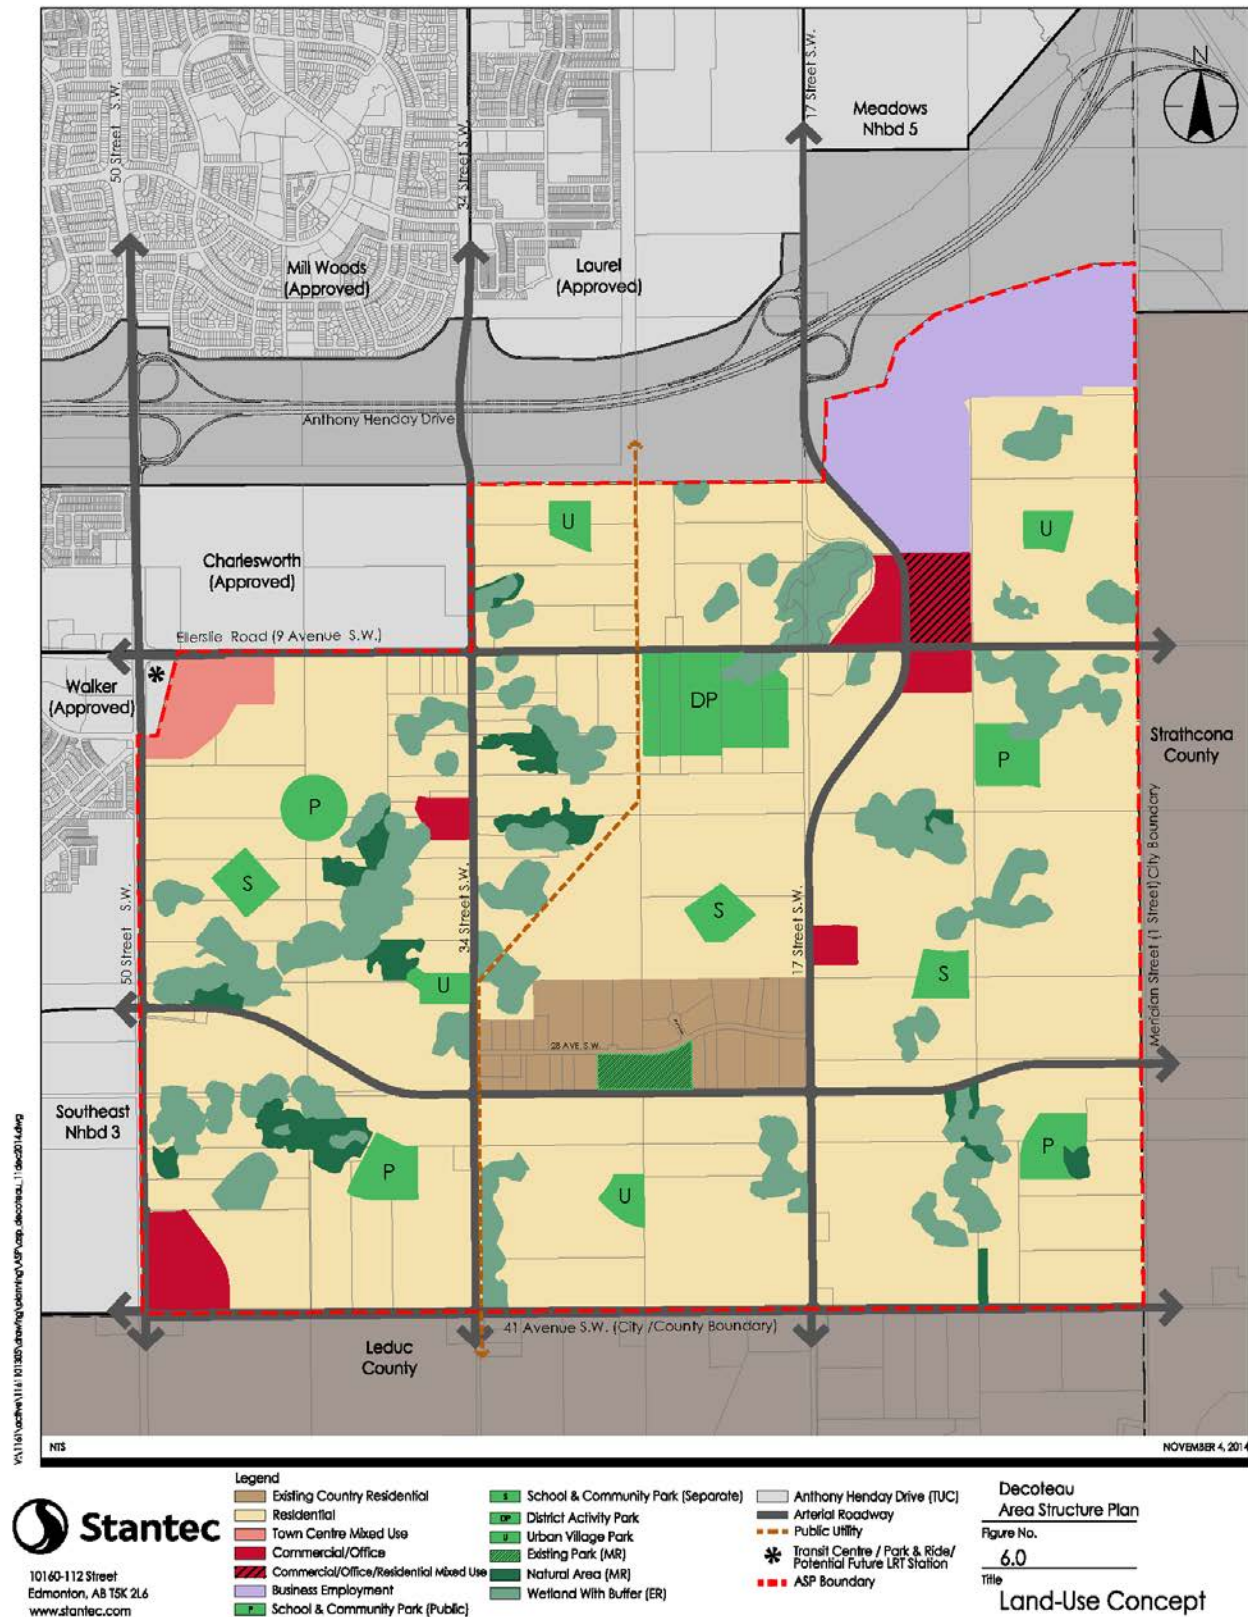 N
Meadows
Nhbd 5
17 Street S.W.
50 Street S.W.
34 Street S.W.
Mill Woods
(Approved)
Laurel
(Approved)
Anthony Henday Drive
Charlesworth
(Approved)
U
U
Ellerslie Road (9 Avenue S.W.)
*
Walker
(Approved)
DP
P
Strathcona
County
P
S
S
S
U
34 Street S.W.
17 Street S.W.
50 Street S.W.
Meridian Street (1 Street) City Boundary
28 AVE. S.W.
Southeast
Nhbd 3
P
U
P
41 Avenue S.W. (City /County Boundary)
Leduc
County
NTS
NOVEMBER 4, 2014
Stantec
10160-112 Street
Edmonton, AB T5K 2L6
www.stantec.com
Legend
Existing Country Residential
Residential
Town Centre Mixed Use
Commercial/Office
Commercial/Office/Residential Mixed Use
Business Employment
P School & Community Park (Public)
S School & Community Park (Separate)
DP District Activity Park
U Urban Village Park
Existing Park (MR)
Natural Area (MR)
Wetland With Buffer (ER)
Anthony Henday Drive (TUC)
Arterial Roadway
Public Utility
* Transit Centre / Park & Ride/
Potential Future LRT Station
ASP Boundary
Decoteau
Area Structure Plan
Figure No.
6.0
Title
Land-Use Concept